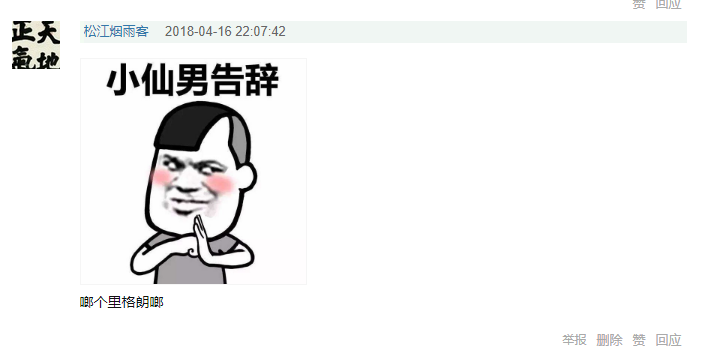 赞 回应
正天
氣地
松江烟雨客 2018-04-16 22:07:42
小仙男告辞
啷个里格朗啷
举报 删除 赞 回应